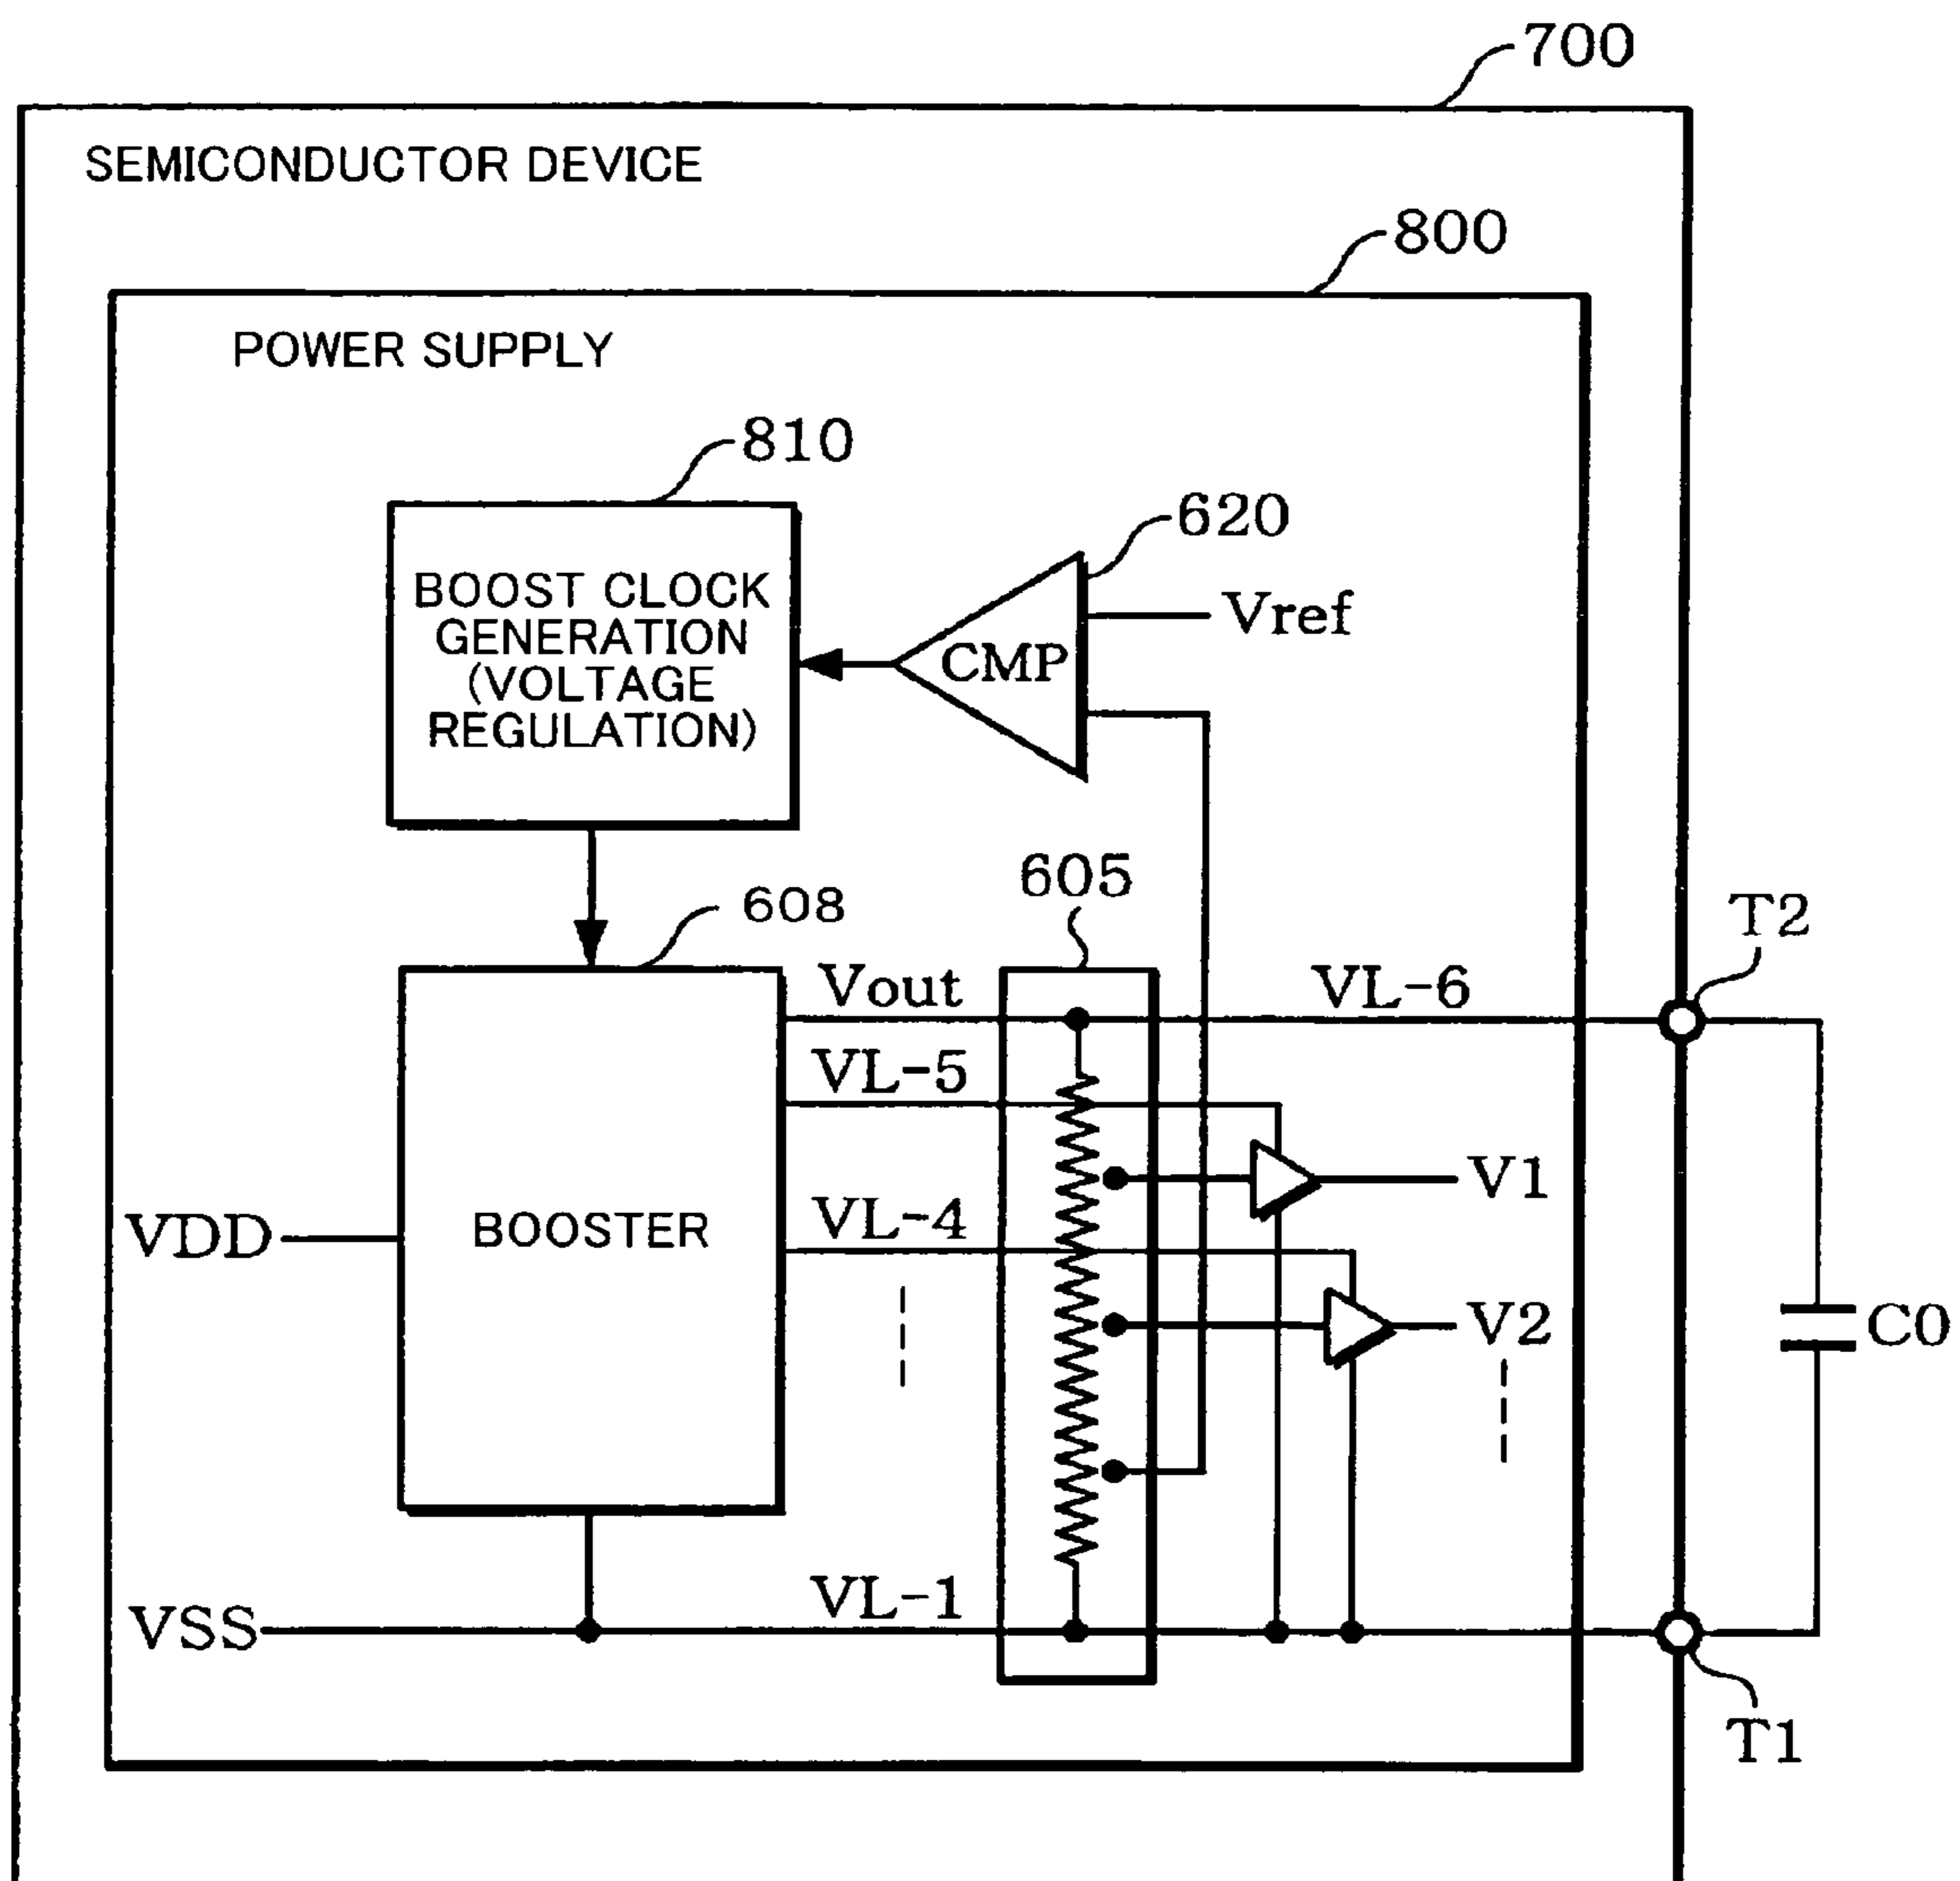 700
SEMICONDUCTOR DEVICE
800
POWER SUPPLY
810
620
BOOST CLOCK
GENERATION
(VOLTAGE
REGULATION)
Vref
CMP
605
608
T2
Vout
VL-6
VL-5
V1
VL-4
VDD
BOOSTER
V2
C0
VL-1
VSS
T1